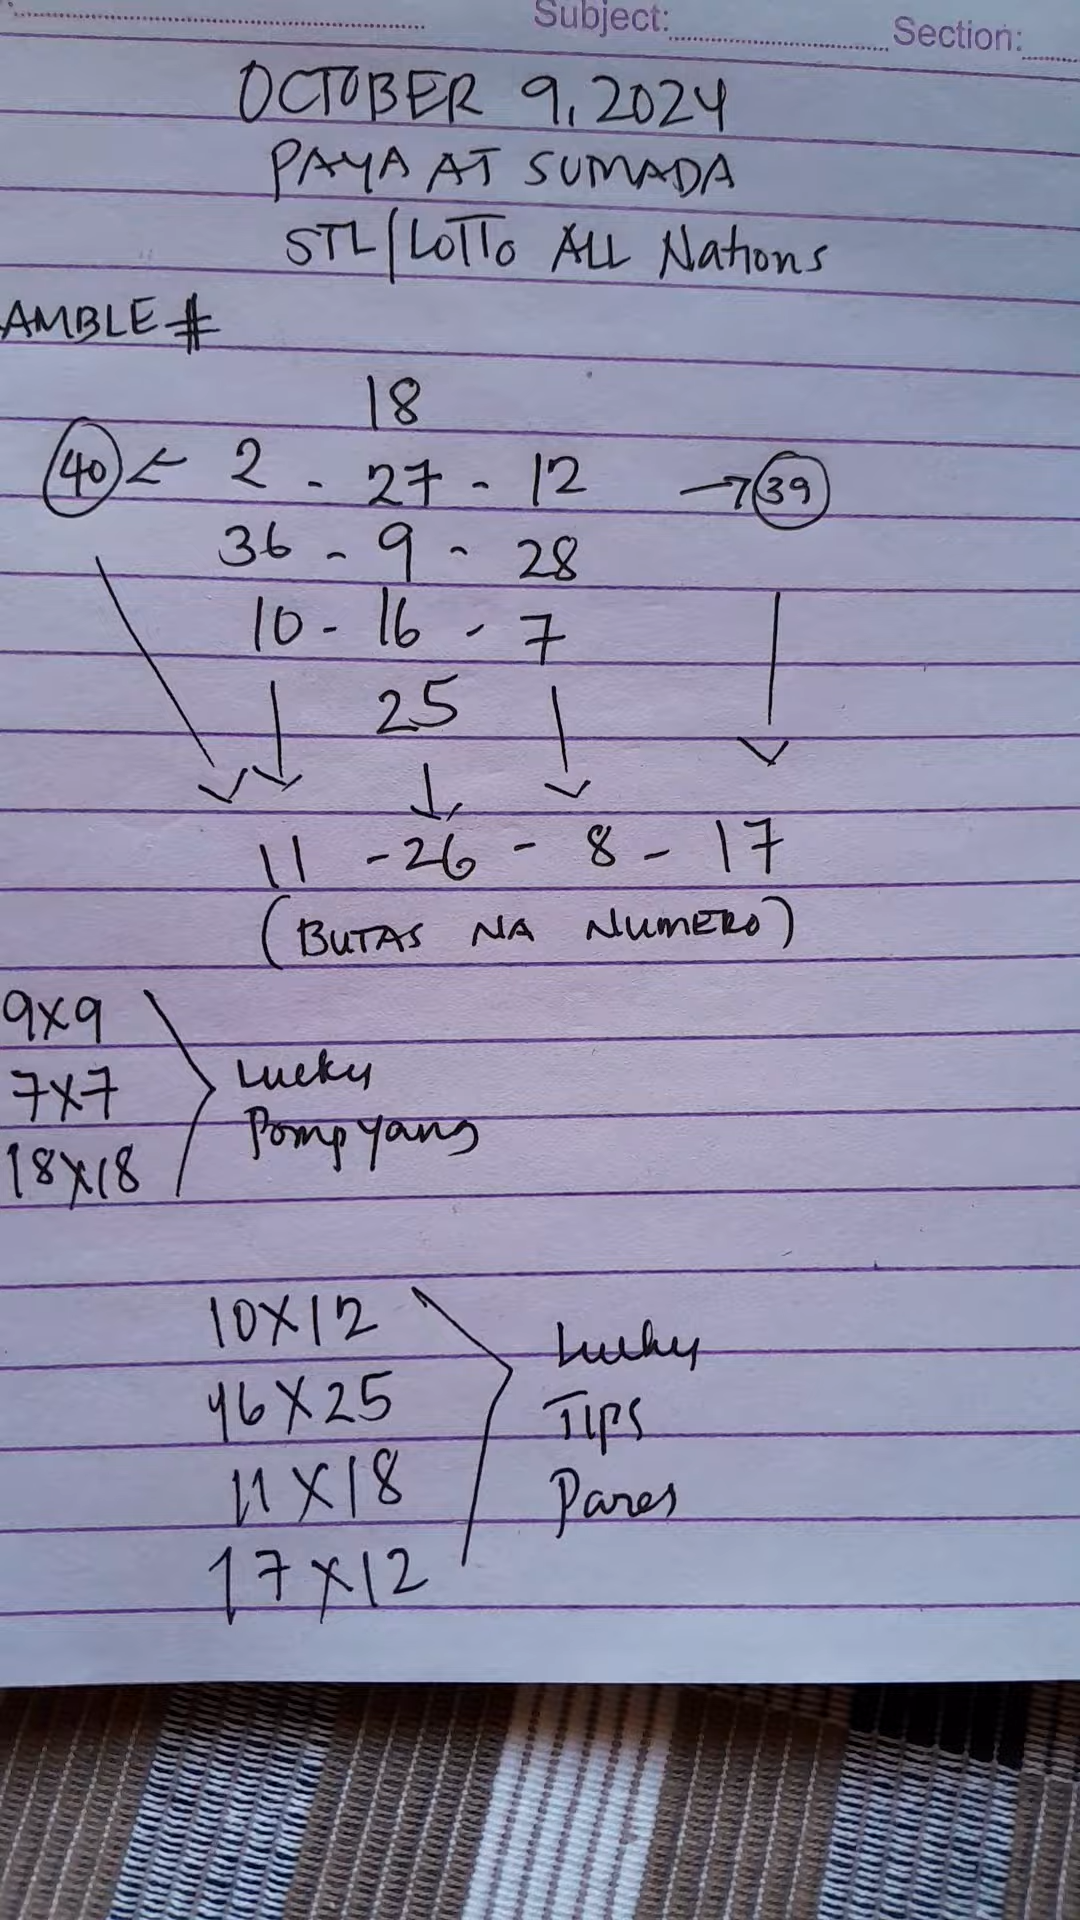 Subject: Section:
OCTOBER 9, 2024
PAYA AT SUMADA
STL/LOTTO ALL Nations
AMBLE #
18
40 2 - 27 - 12 39
36 - 9 - 28
10 - 16 - 7
25
11 - 26 - 8 - 17
(BUTAS NA NUMERO)
9X9
7X7 Lucky
Pompyang
18X18
10X12
Lucky
16X25
Tips
11X18
Pares
17X12